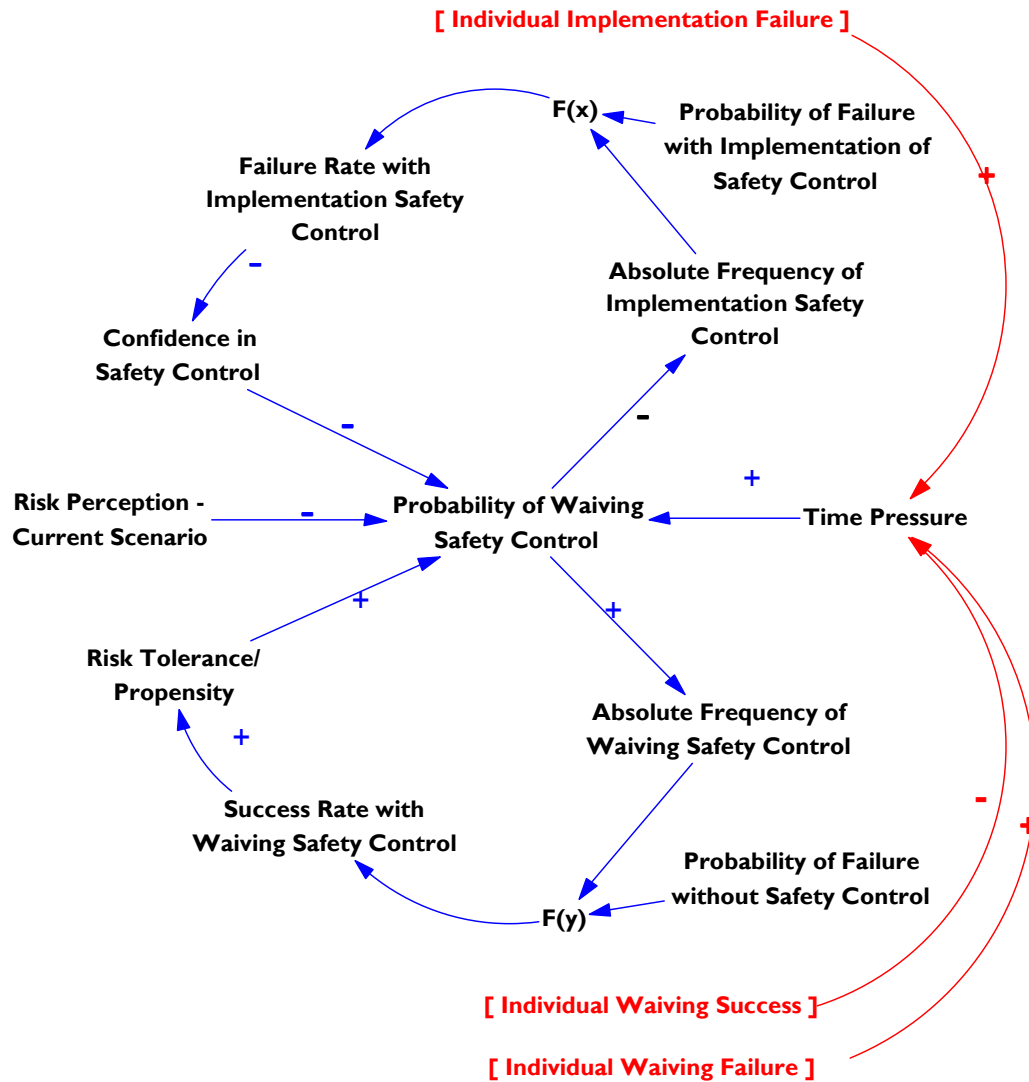 [ Individual Implementation Failure ]
F(x)
Probability of Failure
with Implementation of
Safety Control
+
Failure Rate with
Implementation Safety
Control
-
Absolute Frequency of
Implementation Safety
Control
Confidence in
Safety Control
-
-
+
Risk Perception -
Current Scenario
-
Probability of Waiving
Safety Control
Time Pressure
+
+
Risk Tolerance/
Propensity
Absolute Frequency of
Waiving Safety Control
+
-
+
Success Rate with
Waiving Safety Control
Probability of Failure
without Safety Control
F(y)
[ Individual Waiving Success ]
[ Individual Waiving Failure ]